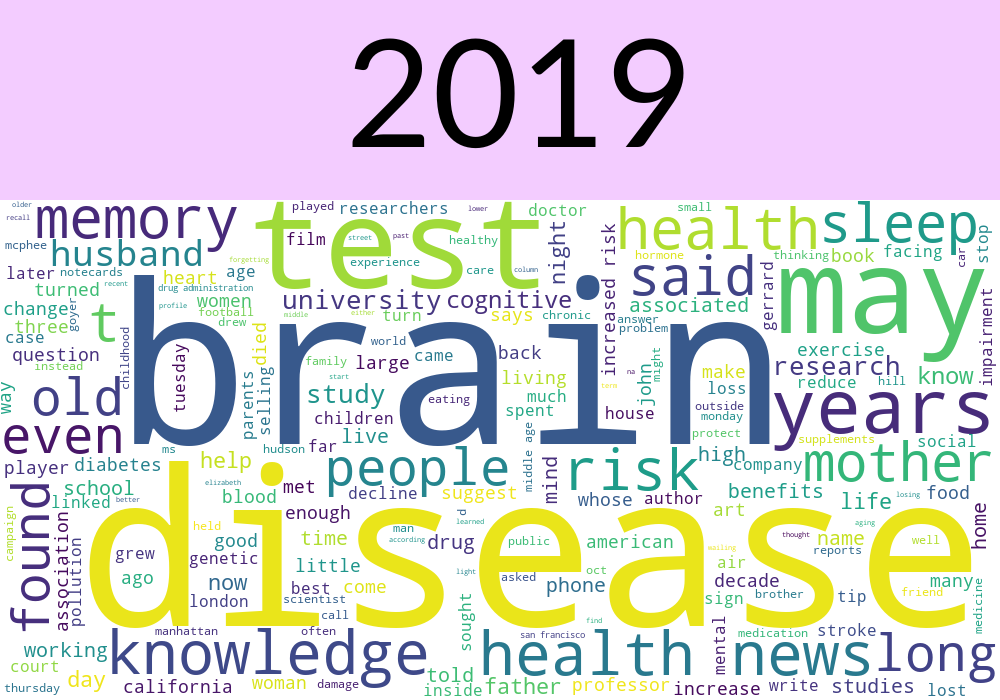 2019
older
played
researchers
lower
doctor
small
recall
memory
test
health
sleep
mcphee
husband
film
street
past
healthy
night
risk
said
hormone
thinking
book
facing
stop
car
forgetting
experience
care
column
later
notecards
recent
heart
age
drug administration
turned
goyer
profile
women
football
drew
university
cognitive
increased
associated
gerrard
may
change
three
t
middle
either
turn
says
chronic
answer
problem
impairment
case
instead
question
childhood
tuesday
died
brain
world
family
large
came
back
exercise
research
start
parents
selling
study
eating
living
much
spent
na
term
john
might
make
loss
reduce
hill
know
way
old
children
house
outside
monday
years
even
live
far
hudson
ms
middle age
protect
high
supplements
social
player
diabetes
help
people
mind
risk
company
mother
school
linked
better
elizabeth
blood
met
decline
suggest
whose
author
benefits
life
losing
food
found
campaign
association
pollution
held
enough
man
according
d
learned
art
aging
home
grew
good
genetic
time
drug
public
american
mailing
thought
name
reports
well
ago
now
little
light
asked
oct
phone
air
decade
sign
brother
tip
many
friend
medicine
disease
london
scientist
best
come
call
find
manhattan
often
sought
san francisco
mental
medication
stroke
working
knowledge
health
news
long
court
day
told
thursday
california
woman
damage
inside
father
professor
increase
write
studies
lost